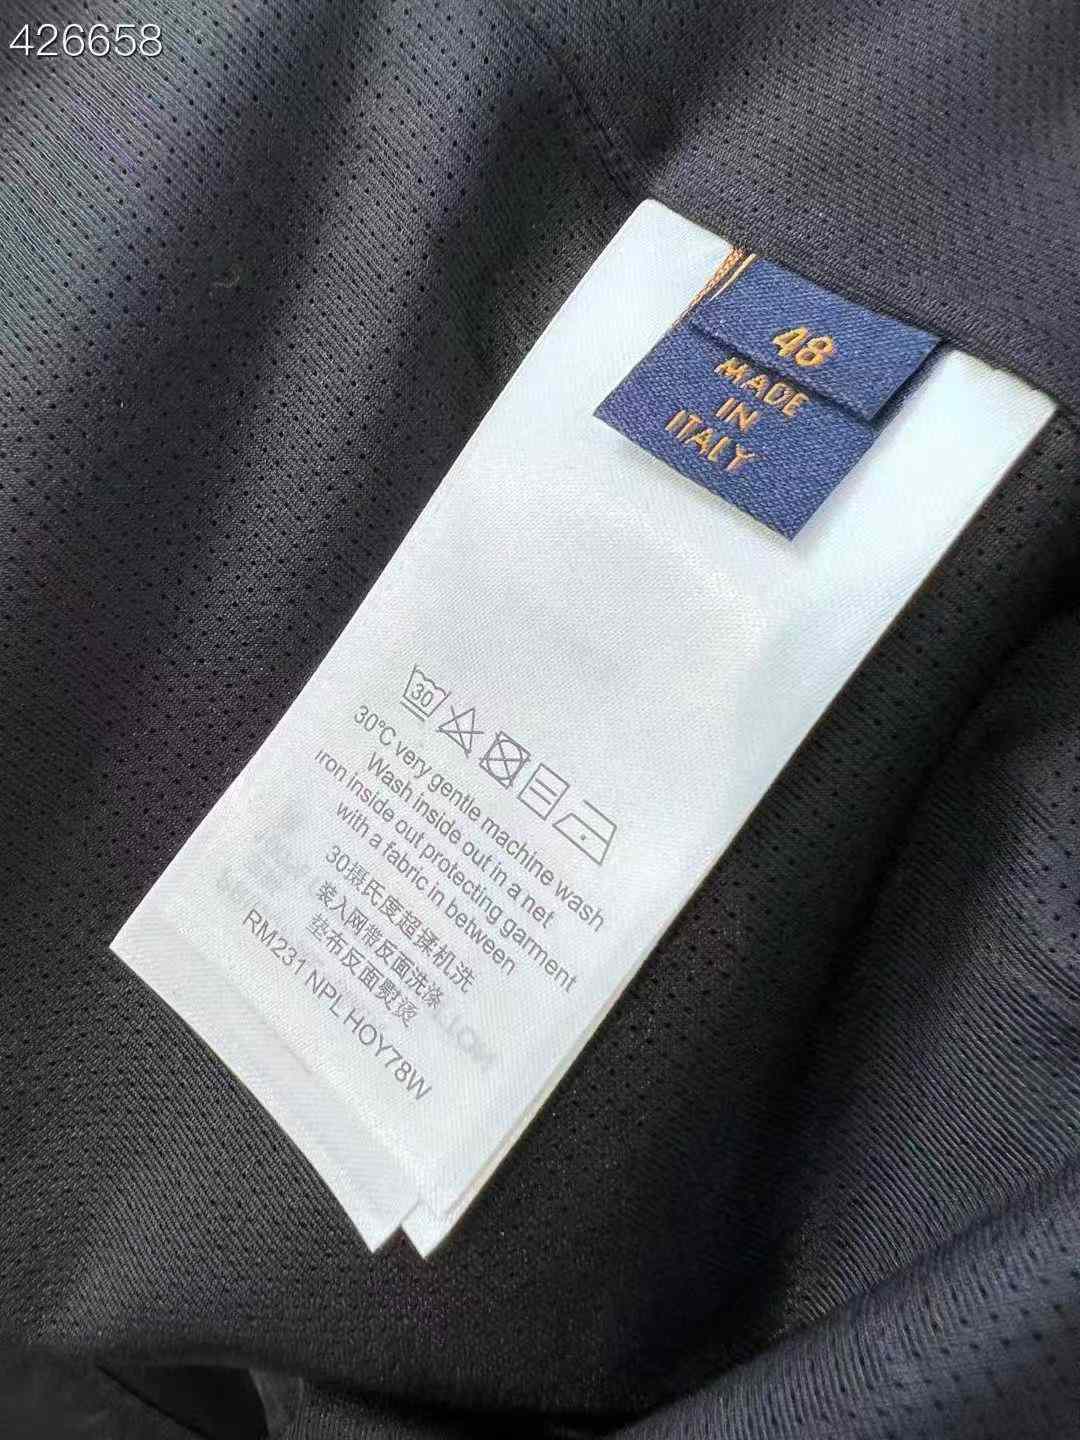 426658
48
MADE
IN
ITALY
30
30°C very gentle machine wash
Wash inside out in a net
iron inside out protecting garment
with a fabric in between
30摄氏度超揉机洗
装入网袋反面洗涤
垫布反面熨烫
RM231 NPL HOY78W